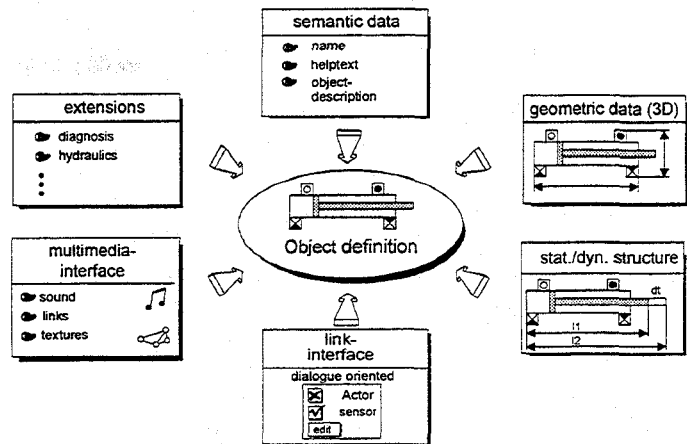 semantic data
name
helptext
object-
description
extensions
diagnosis
hydraulics
geometric data (3D)
Object definition
multimedia-
interface
sound
links
textures
stat./dyn. structure
dt
l1
l2
link-
interface
dialogue oriented
Actor
sensor
edit